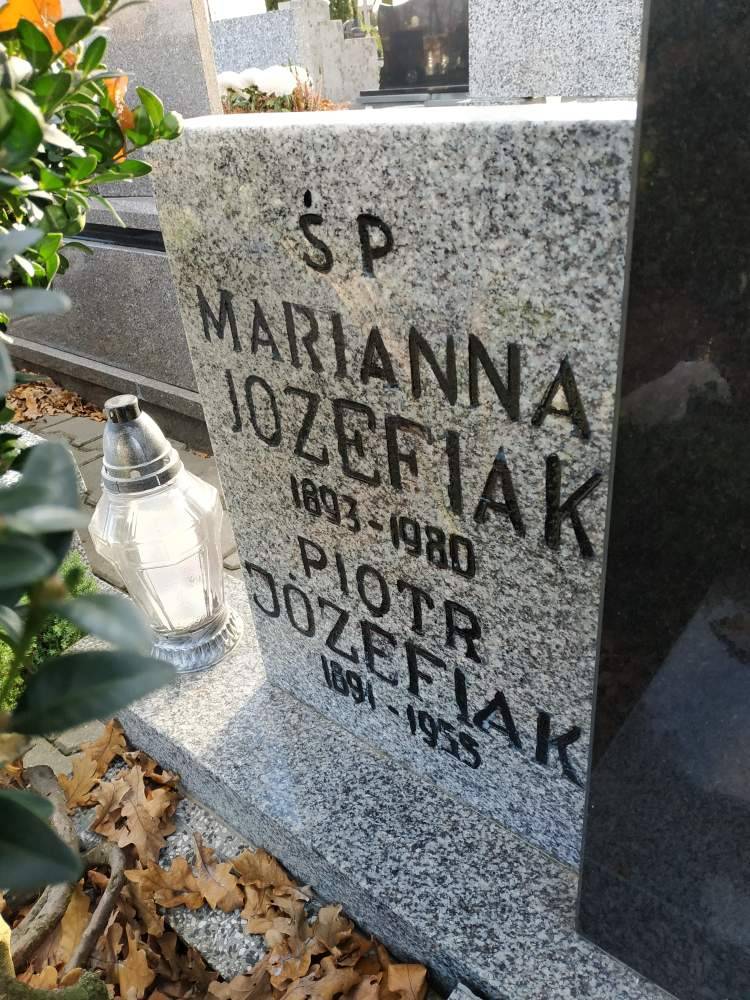 ŚP
MARIANNA
JÓZEFIAK
1893-1980
PIOTR
JÓZEFIAK
1891-1955